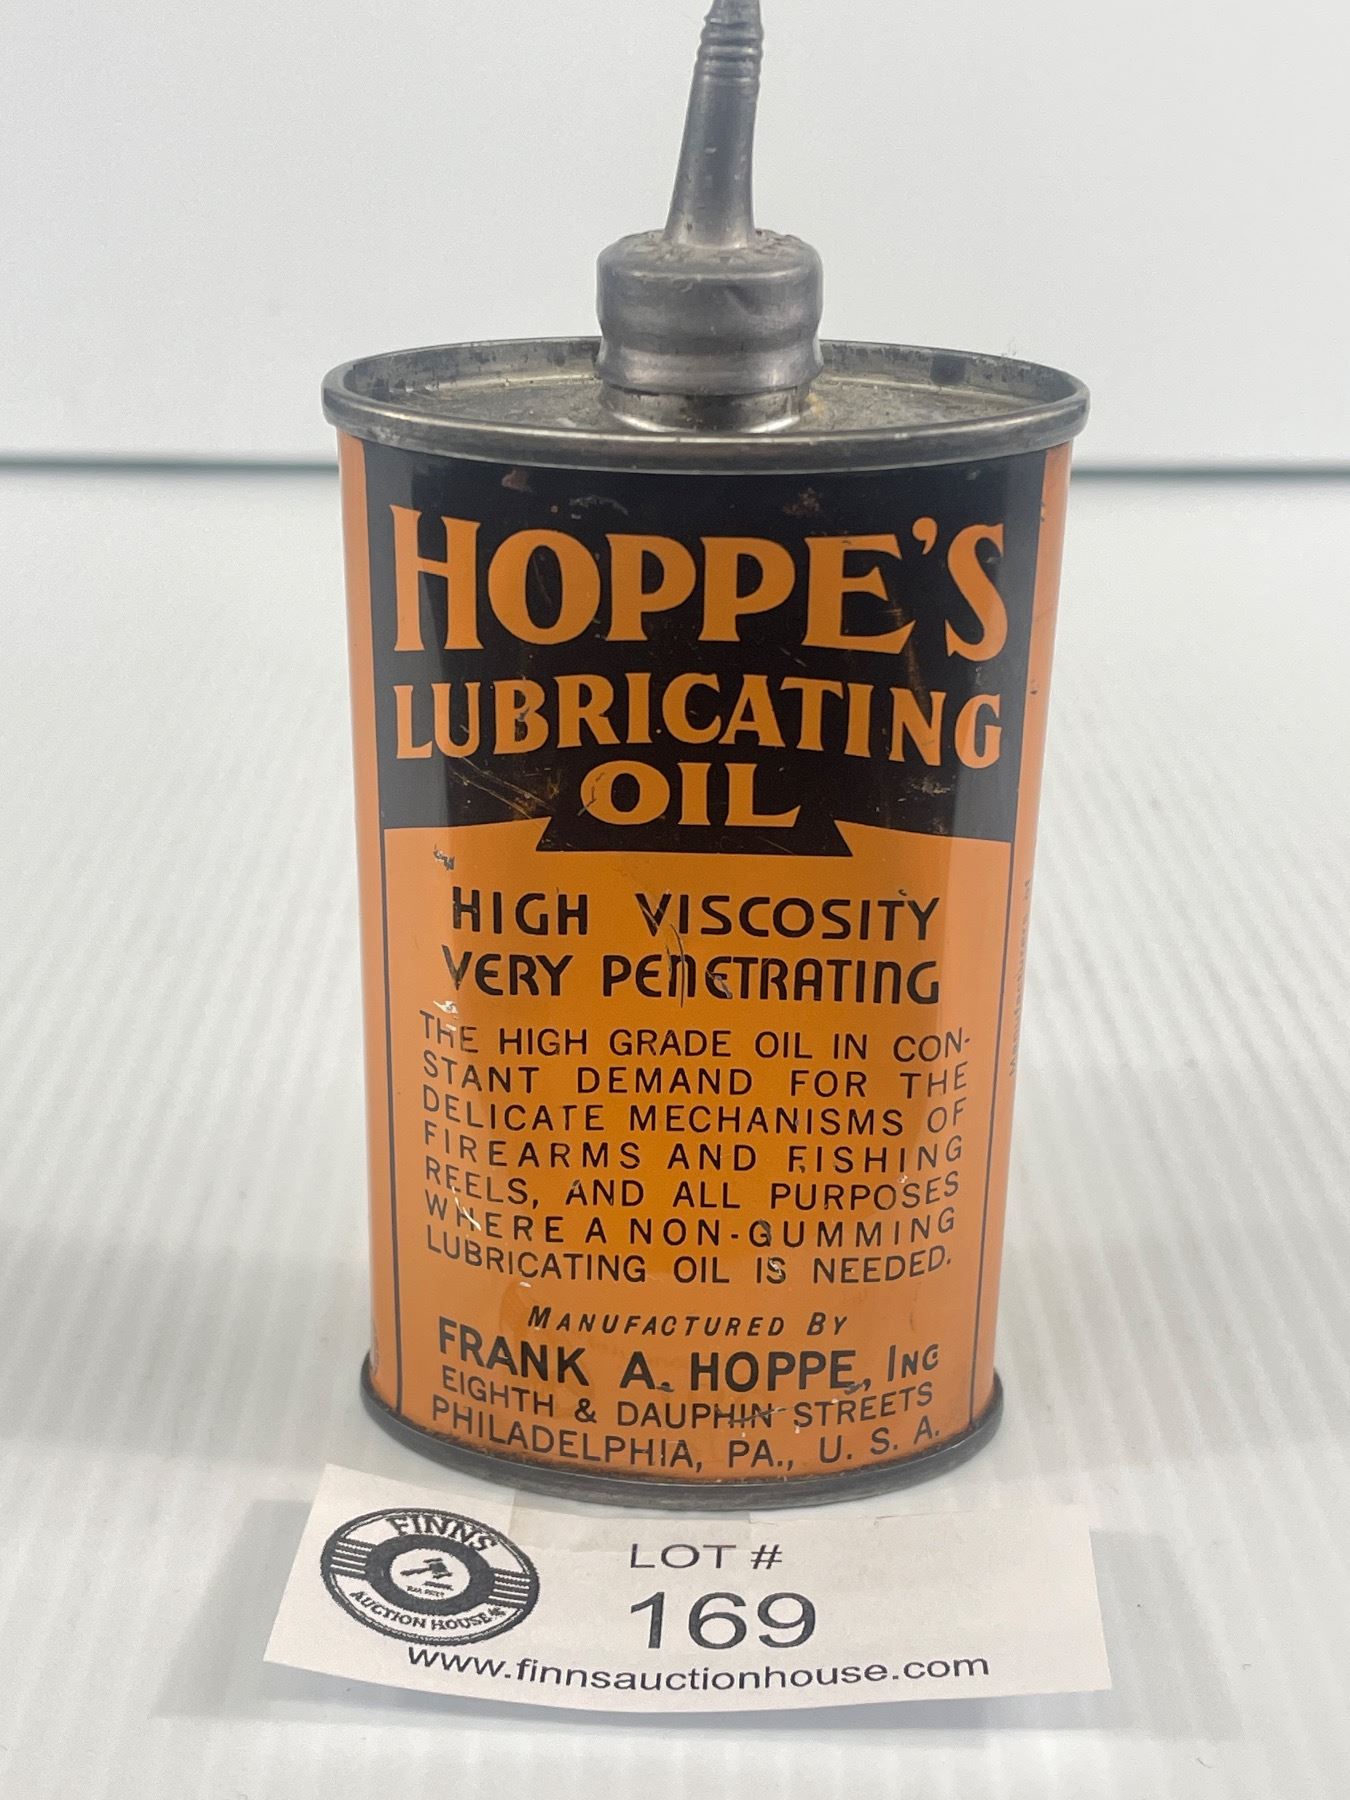 HOPPE'S
LUBRICATING
OIL
HIGH VISCOSITY
VERY PENETRATING
THE HIGH GRADE OIL IN CON-
STANT DEMAND FOR THE
DELICATE MECHANISMS OF
FIREARMS AND FISHING
REELS, AND ALL PURPOSES
WHERE A NON-GUMMING
LUBRICATING OIL IS NEEDED.
MANUFACTURED BY
FRANK A. HOPPE, INC
EIGHTH & DAUPHIN STREETS
PHILADELPHIA, PA., U. S. A.
FINNS
AUCTION HOUSE
LOT #
169
www.finnsauctionhouse.com